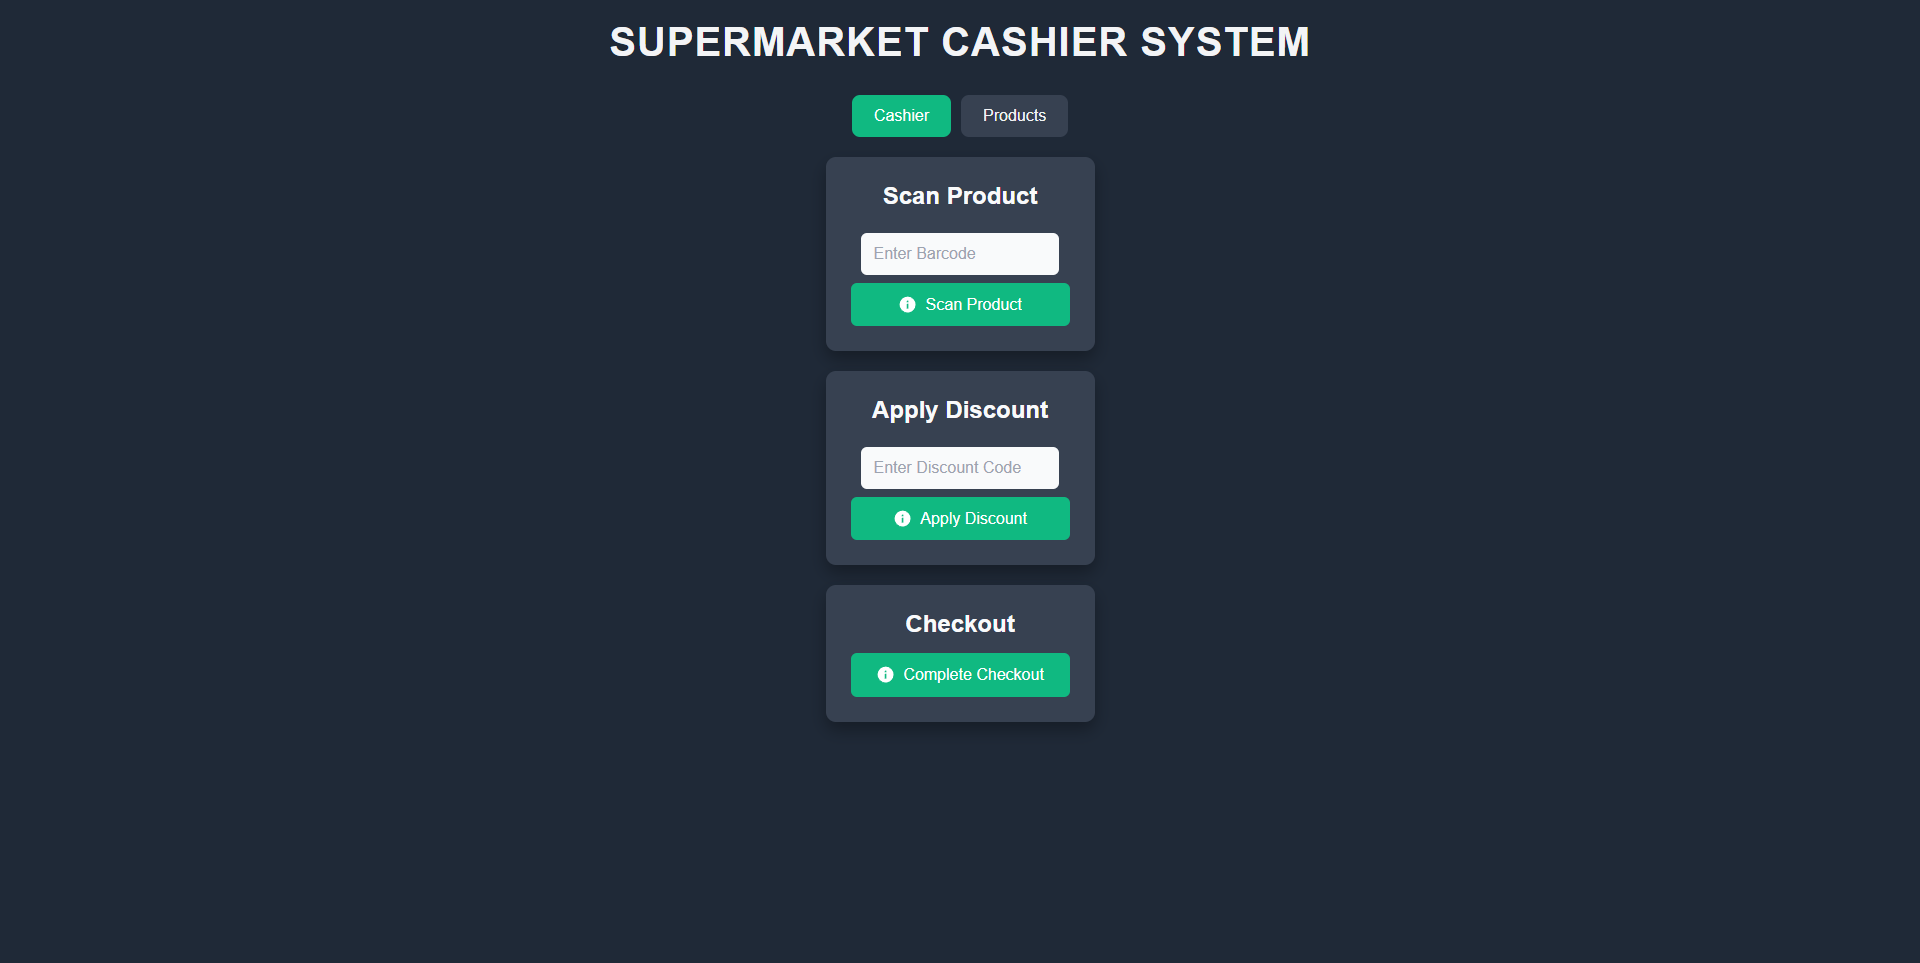 SUPERMARKET CASHIER SYSTEM
Cashier
Products
Scan Product
Enter Barcode
Scan Product
Apply Discount
Enter Discount Code
Apply Discount
Checkout
Complete Checkout